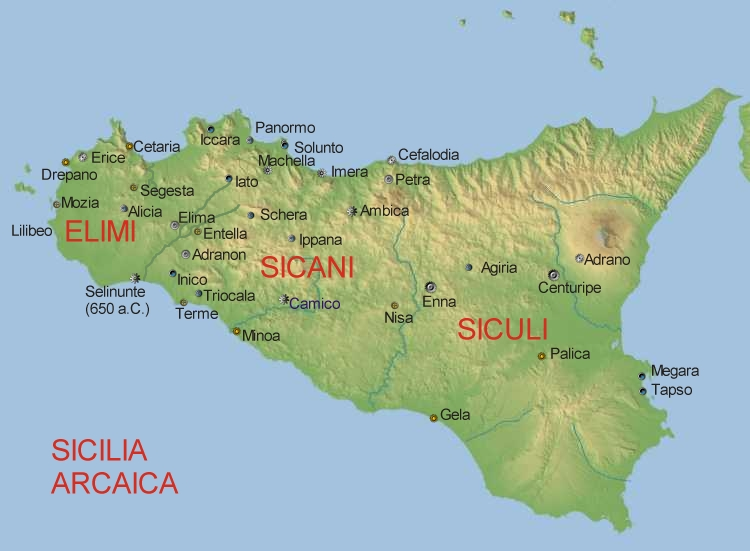 Panormo
Iccara
Cetaria
Solunto
Erice
Machella
Cefalodia
Drepano
Imera
Iato
Petra
Segesta
Mozia
Alicia
Elima
Schera
Ambica
Lilibeo
ELIMI
Entella
Ippana
Adranon
SICANI
Agiria
Adrano
Inico
Centuripe
Selinunte
(650 a.C.)
Triocala
Camico
Enna
Terme
Nisa
SICULI
Minoa
Palica
Megara
Tapso
Gela
SICILIA
ARCAICA